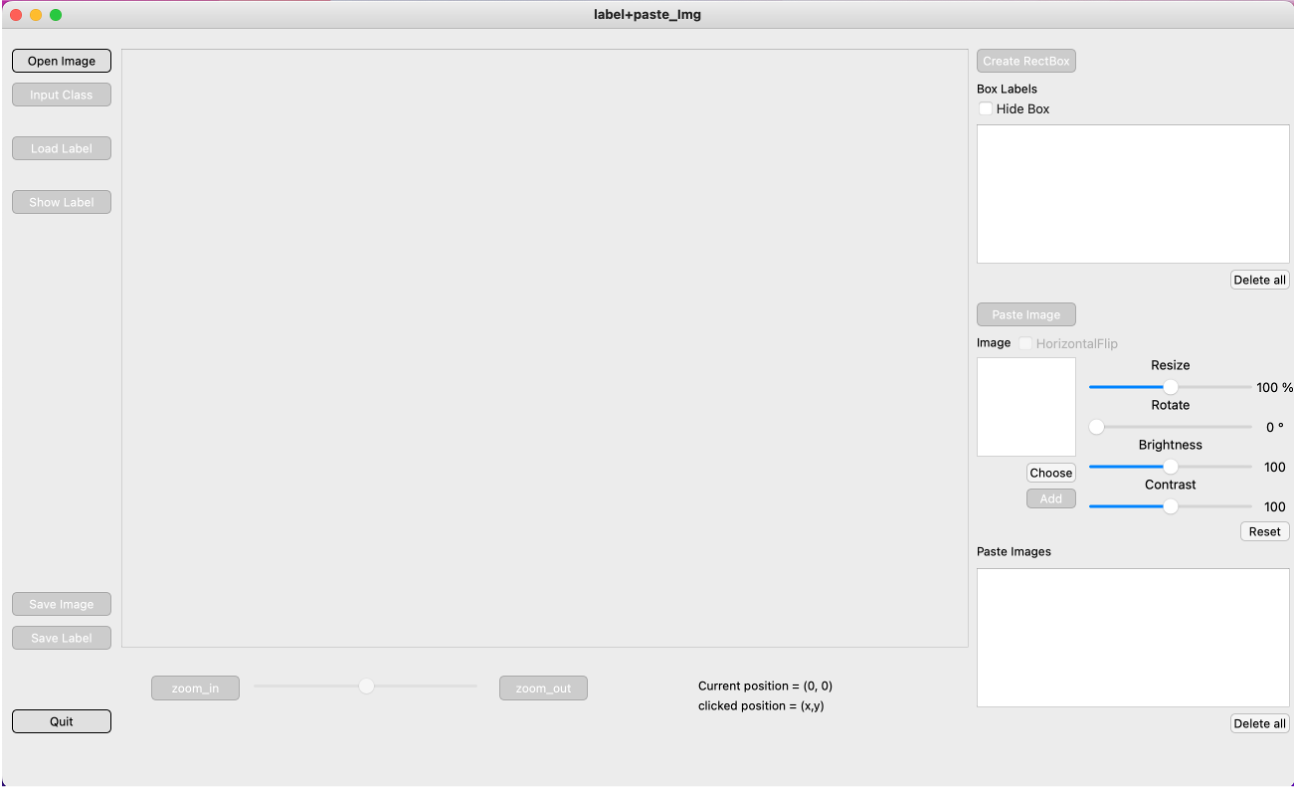 label+paste_Img
Open Image
Input Class
Load Label
Show Label
Save Image
Save Label
Quit
zoom_in
zoom_out
Current position = (0, 0)
clicked position = (x,y)
Create RectBox
Box Labels
Hide Box
Delete all
Paste Image
Image HorizontalFlip
Resize
100 %
Rotate
0 °
Brightness
100
Choose
Contrast
Add
100
Reset
Paste Images
Delete all